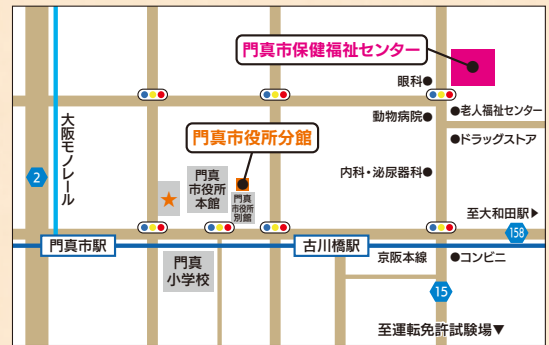 門真市保健福祉センター
眼科
大阪モノレール
動物病院
老人福祉センター
門真市役所分館
ドラッグストア
2
門真
市役所
本館
内科・泌尿器科
門真
市役所
別館
至大和田駅▶
158
門真市駅
古川橋駅
門真
小学校
京阪本線
コンビニ
15
至運転免許試験場▼